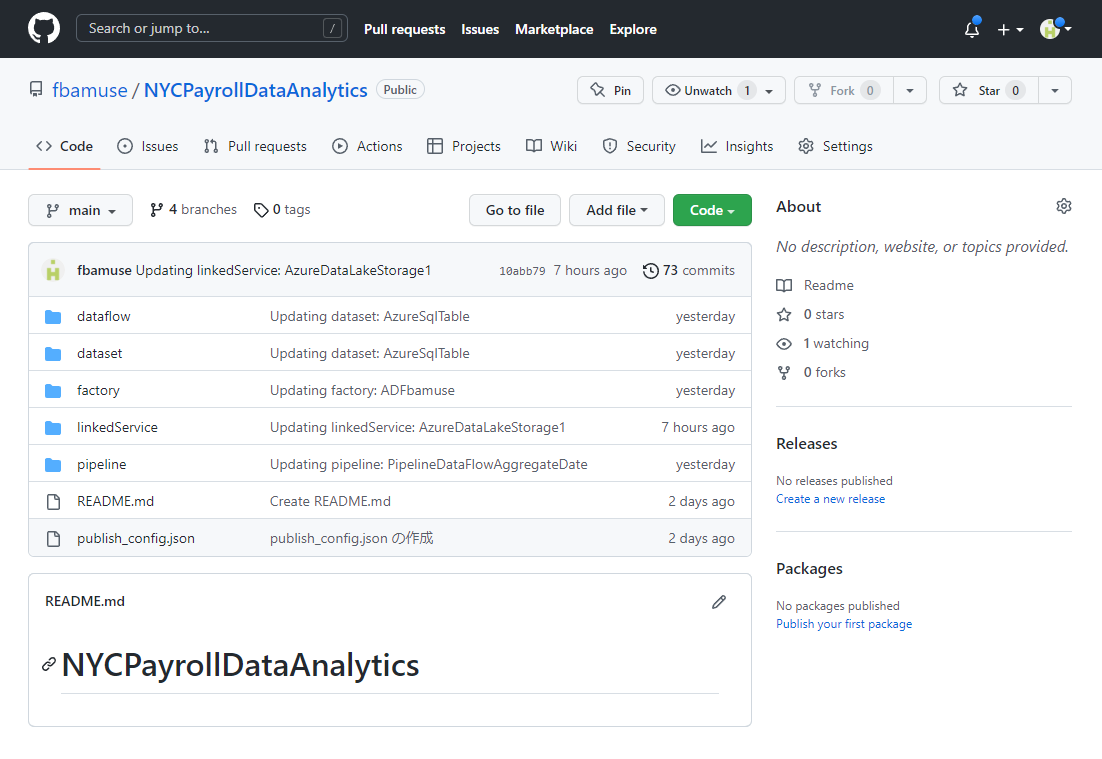 Search or jump to... /
Pull requests Issues Marketplace Explore
fbamuse / NYCPayrollDataAnalytics Public
Pin Unwatch 1 Fork 0 Star 0
Code Issues Pull requests Actions Projects Wiki Security Insights Settings
main 4 branches 0 tags Go to file Add file Code
fbamuse Updating linkedService: AzureDataLakeStorage1 10abb79 7 hours ago 73 commits
dataflow Updating dataset: AzureSqlTable yesterday
dataset Updating dataset: AzureSqlTable yesterday
factory Updating factory: ADFbamuse yesterday
linkedService Updating linkedService: AzureDataLakeStorage1 7 hours ago
pipeline Updating pipeline: PipelineDataFlowAggregateDate yesterday
README.md Create README.md 2 days ago
publish_config.json publish_config.json の作成 2 days ago
README.md
NYCPayrollDataAnalytics
About
No description, website, or topics provided.
Readme
0 stars
1 watching
0 forks
Releases
No releases published
Create a new release
Packages
No packages published
Publish your first package